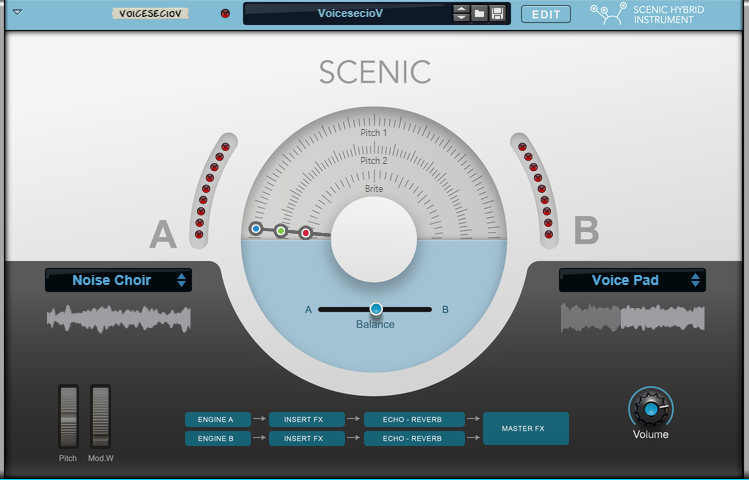 VOICESECIOV
VoicesecioV
EDIT
SCENIC HYBRID
INSTRUMENT
SCENIC
Pitch 1
Pitch 2
Brite
A
B
Noise Choir
Voice Pad
A
B
Balance
ENGINE A
INSERT FX
ECHO - REVERB
MASTER FX
ENGINE B
INSERT FX
ECHO - REVERB
Volume
Pitch
Mod.W